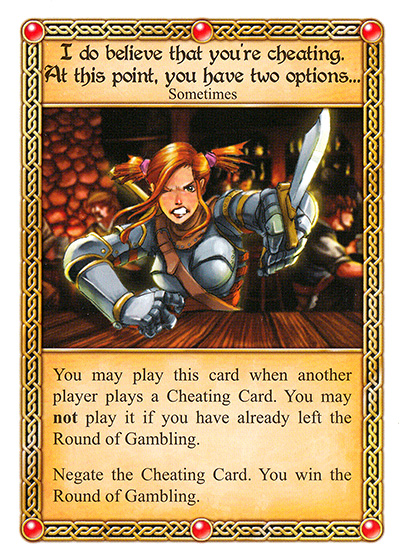 I do believe that you're cheating.
At this point, you have two options...
Sometimes
You may play this card when another
player plays a Cheating Card. You may
not play it if you have already left the
Round of Gambling.
Negate the Cheating Card. You win the
Round of Gambling.